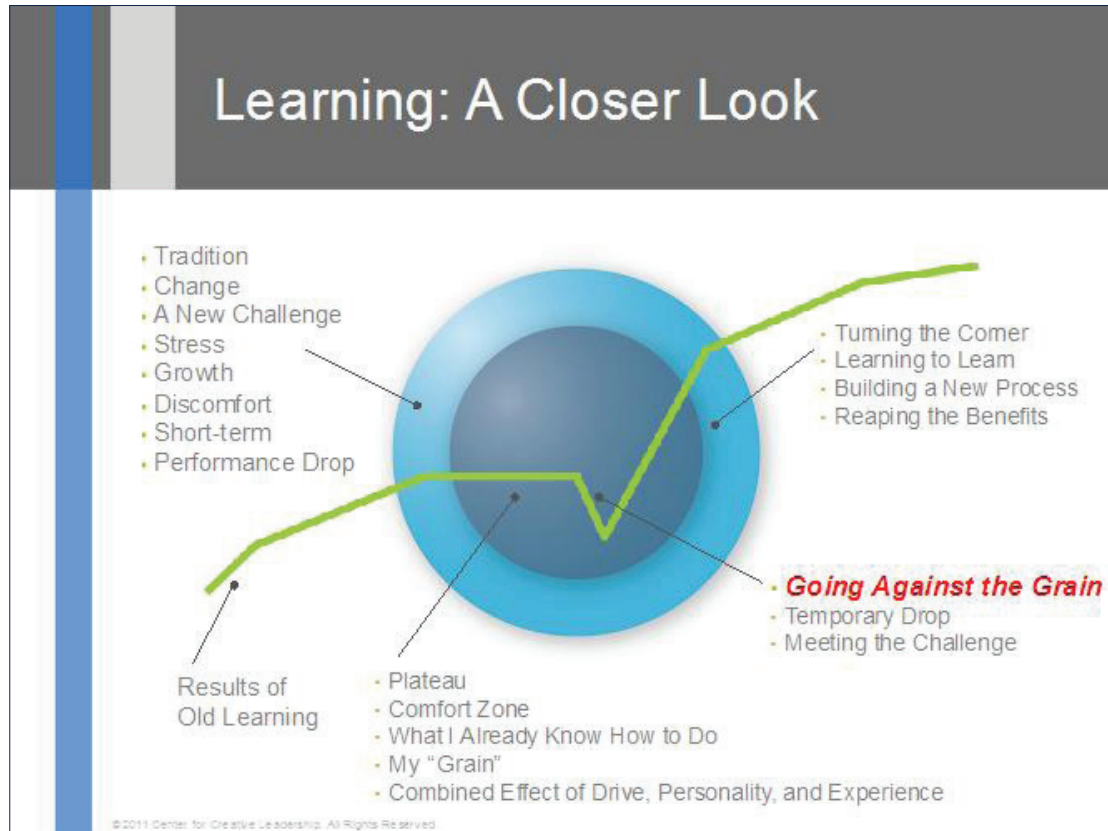 Learning: A Closer Look
• Tradition
• Change
• A New Challenge
• Stress
• Growth
• Discomfort
• Short-term
• Performance Drop
- Turning the Corner
- Learning to Learn
- Building a New Process
- Reaping the Benefits
- Going Against the Grain
- Temporary Drop
- Meeting the Challenge
Results of
Old Learning
- Plateau
- Comfort Zone
- What I Already Know How to Do
- My “Grain”
- Combined Effect of Drive, Personality, and Experience
©2011 Center for Creative Leadership. All Rights Reserved.